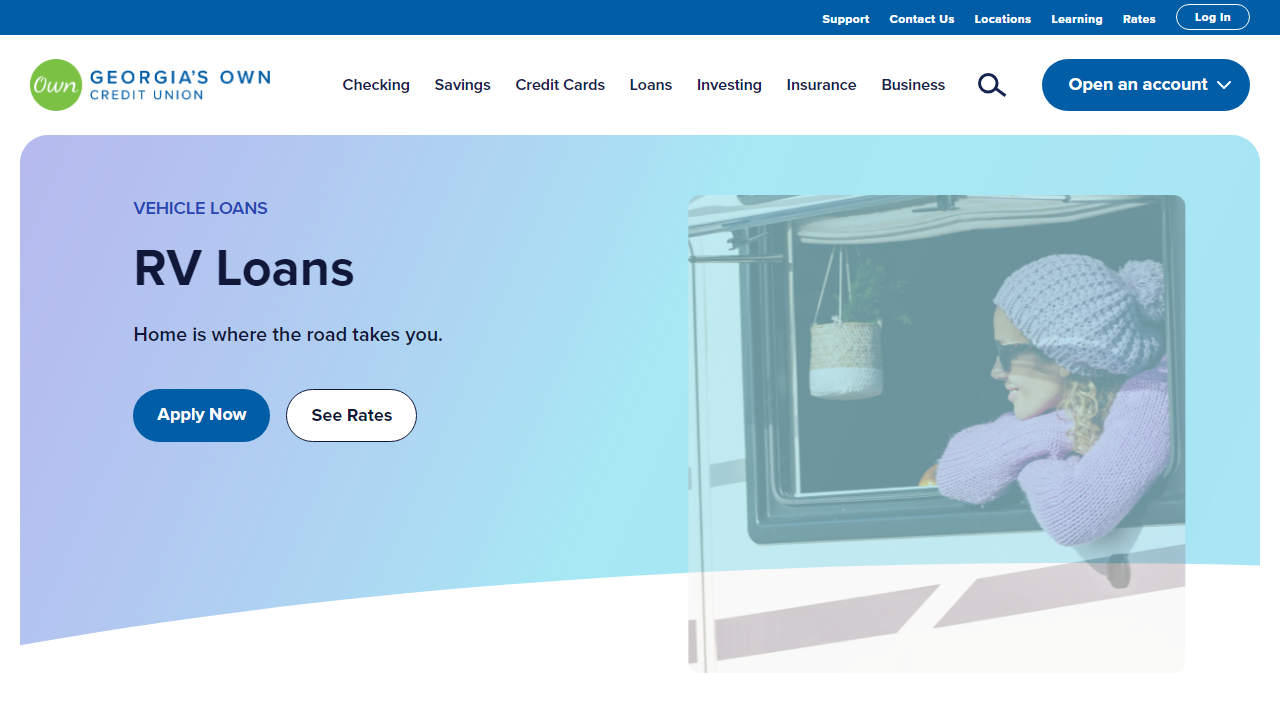 Support Contact Us Locations Learning Rates Log In
Own GEORGIA'S OWN
CREDIT UNION
Checking Savings Credit Cards Loans Investing Insurance Business Open an account
VEHICLE LOANS
RV Loans
Home is where the road takes you.
Apply Now See Rates